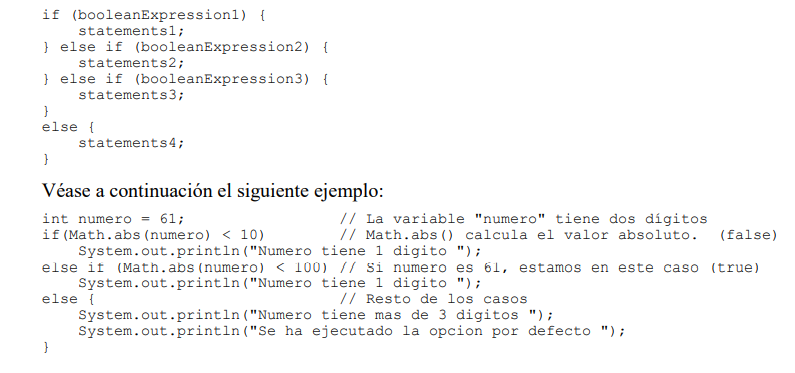 if (booleanExpression1) {
    statements1;
} else if (booleanExpression2) {
    statements2;
} else if (booleanExpression3) {
    statements3;
}
else {
    statements4;
}
Véase a continuación el siguiente ejemplo:
int numero = 61;                 // La variable "numero" tiene dos digitos
if(Math.abs(numero) < 10)        // Math.abs() calcula el valor absoluto.  (false)
    System.out.println("Numero tiene 1 digito ");
else if (Math.abs(numero) < 100) // Si numero es 61, estamos en este caso (true)
    System.out.println("Numero tiene 1 digito ");
else {                           // Resto de los casos
    System.out.println("Numero tiene mas de 3 digitos ");
    System.out.println("Se ha ejecutado la opcion por defecto ");
}